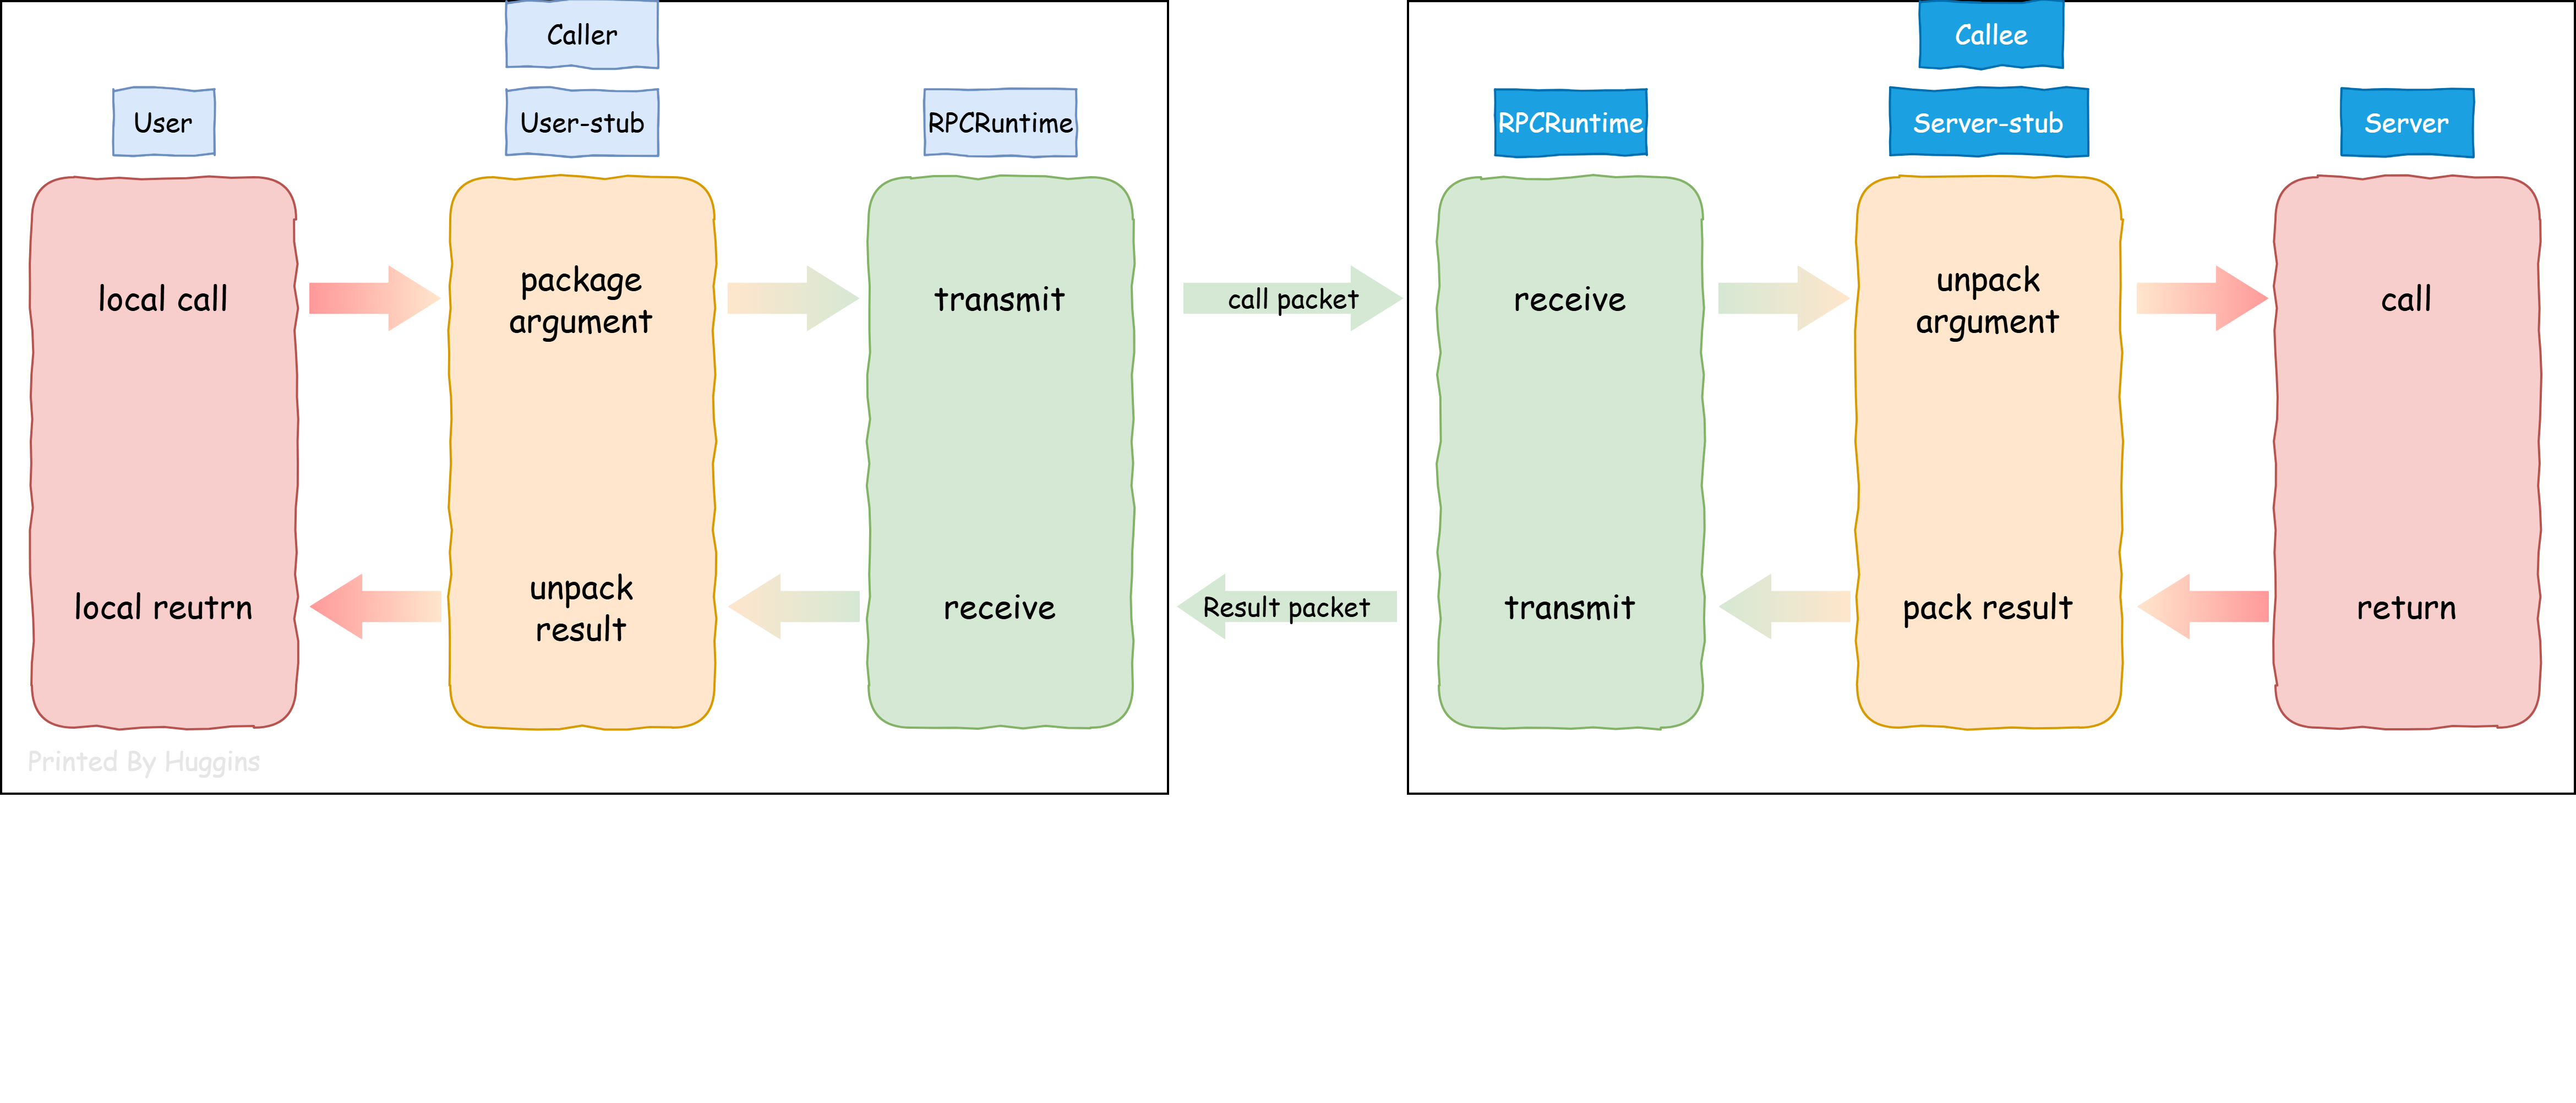 Caller
Callee
User
User-stub
RPCRuntime
RPCRuntime
Server-stub
Server
local call
package
argument
transmit
call packet
receive
unpack
argument
call
local reutrn
unpack
result
receive
Result packet
transmit
pack result
return
Printed By Huggins